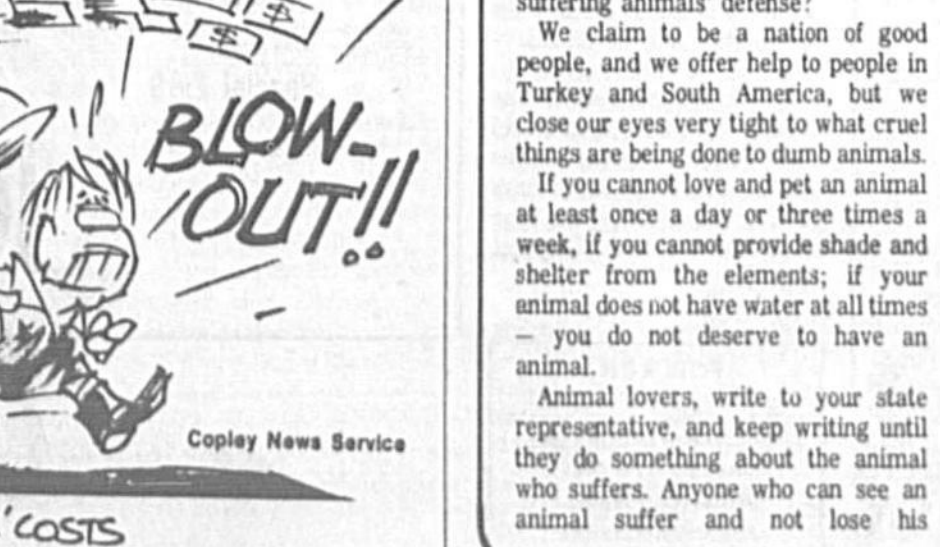 $
$
BLOW-
OUT!!
Copley News Service
'COSTS
suffering animals' defense?
We claim to be a nation of good
people, and we offer help to people in
Turkey and South America, but we
close our eyes very tight to what cruel
things are being done to dumb animals.
If you cannot love and pet an animal
at least once a day or three times a
week, if you cannot provide shade and
shelter from the elements; if your
animal does not have water at all times
— you do not deserve to have an
animal.
Animal lovers, write to your state
representative, and keep writing until
they do something about the animal
who suffers. Anyone who can see an
animal suffer and not lose his